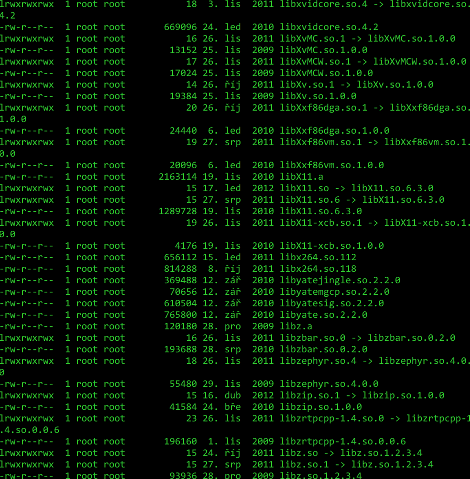 lrwxrwxrwx 1 root root 18 3. lis 2011 libxvidcore.so.4 -> libxvidcore.so.
4.2
-rw-r--r-- 1 root root 669096 24. led 2010 libxvidcore.so.4.2
lrwxrwxrwx 1 root root 16 26. lis 2011 libXvMC.so.1 -> libXvMC.so.1.0.0
-rw-r--r-- 1 root root 13152 25. lis 2009 libXvMC.so.1.0.0
lrwxrwxrwx 1 root root 17 26. lis 2011 libXvMCW.so.1 -> libXvMCW.so.1.0.0
-rw-r--r-- 1 root root 17024 25. lis 2009 libXvMCW.so.1.0.0
lrwxrwxrwx 1 root root 14 26. říj 2011 libXv.so.1 -> libXv.so.1.0.0
-rw-r--r-- 1 root root 19384 25. lis 2009 libXv.so.1.0.0
lrwxrwxrwx 1 root root 20 26. říj 2011 libXxf86dga.so.1 -> libXxf86dga.so.
1.0.0
-rw-r--r-- 1 root root 24440 6. led 2010 libXxf86dga.so.1.0.0
lrwxrwxrwx 1 root root 19 27. srp 2011 libXxf86vm.so.1 -> libXxf86vm.so.1.
0.0
-rw-r--r-- 1 root root 20096 6. led 2010 libXxf86vm.so.1.0.0
-rw-r--r-- 1 root root 2163114 19. lis 2010 libX11.a
lrwxrwxrwx 1 root root 15 17. led 2012 libX11.so -> libX11.so.6.3.0
lrwxrwxrwx 1 root root 15 27. srp 2011 libX11.so.6 -> libX11.so.6.3.0
-rw-r--r-- 1 root root 1289728 19. lis 2010 libX11.so.6.3.0
lrwxrwxrwx 1 root root 19 26. lis 2011 libX11-xcb.so.1 -> libX11-xcb.so.1.
0.0
-rw-r--r-- 1 root root 4176 19. lis 2010 libX11-xcb.so.1.0.0
-rw-r--r-- 1 root root 656112 15. led 2011 libx264.so.112
-rw-r--r-- 1 root root 814288 8. říj 2011 libx264.so.118
-rw-r--r-- 1 root root 369488 12. zář 2010 libyatejingle.so.2.2.0
-rw-r--r-- 1 root root 70656 12. zář 2010 libyatemgcp.so.2.2.0
-rw-r--r-- 1 root root 610504 12. zář 2010 libyatesig.so.2.2.0
-rw-r--r-- 1 root root 765800 12. zář 2010 libyate.so.2.2.0
-rw-r--r-- 1 root root 120180 28. pro 2009 libz.a
lrwxrwxrwx 1 root root 16 26. lis 2011 libzbar.so.0 -> libzbar.so.0.2.0
-rw-r--r-- 1 root root 193688 28. srp 2010 libzbar.so.0.2.0
lrwxrwxrwx 1 root root 18 26. lis 2011 libzephyr.so.4 -> libzephyr.so.4.0.
0
-rw-r--r-- 1 root root 55480 29. lis 2009 libzephyr.so.4.0.0
lrwxrwxrwx 1 root root 15 16. dub 2012 libzip.so.1 -> libzip.so.1.0.0
-rw-r--r-- 1 root root 41584 24. bře 2010 libzip.so.1.0.0
lrwxrwxrwx 1 root root 23 26. lis 2011 libzrtpcpp-1.4.so.0 -> libzrtpcpp-1
.4.so.0.0.6
-rw-r--r-- 1 root root 196160 1. lis 2009 libzrtpcpp-1.4.so.0.0.6
lrwxrwxrwx 1 root root 15 24. říj 2011 libz.so -> libz.so.1.2.3.4
lrwxrwxrwx 1 root root 15 27. srp 2011 libz.so.1 -> libz.so.1.2.3.4
-rw-r--r-- 1 root root 93936 28. pro 2009 libz.so.1.2.3.4